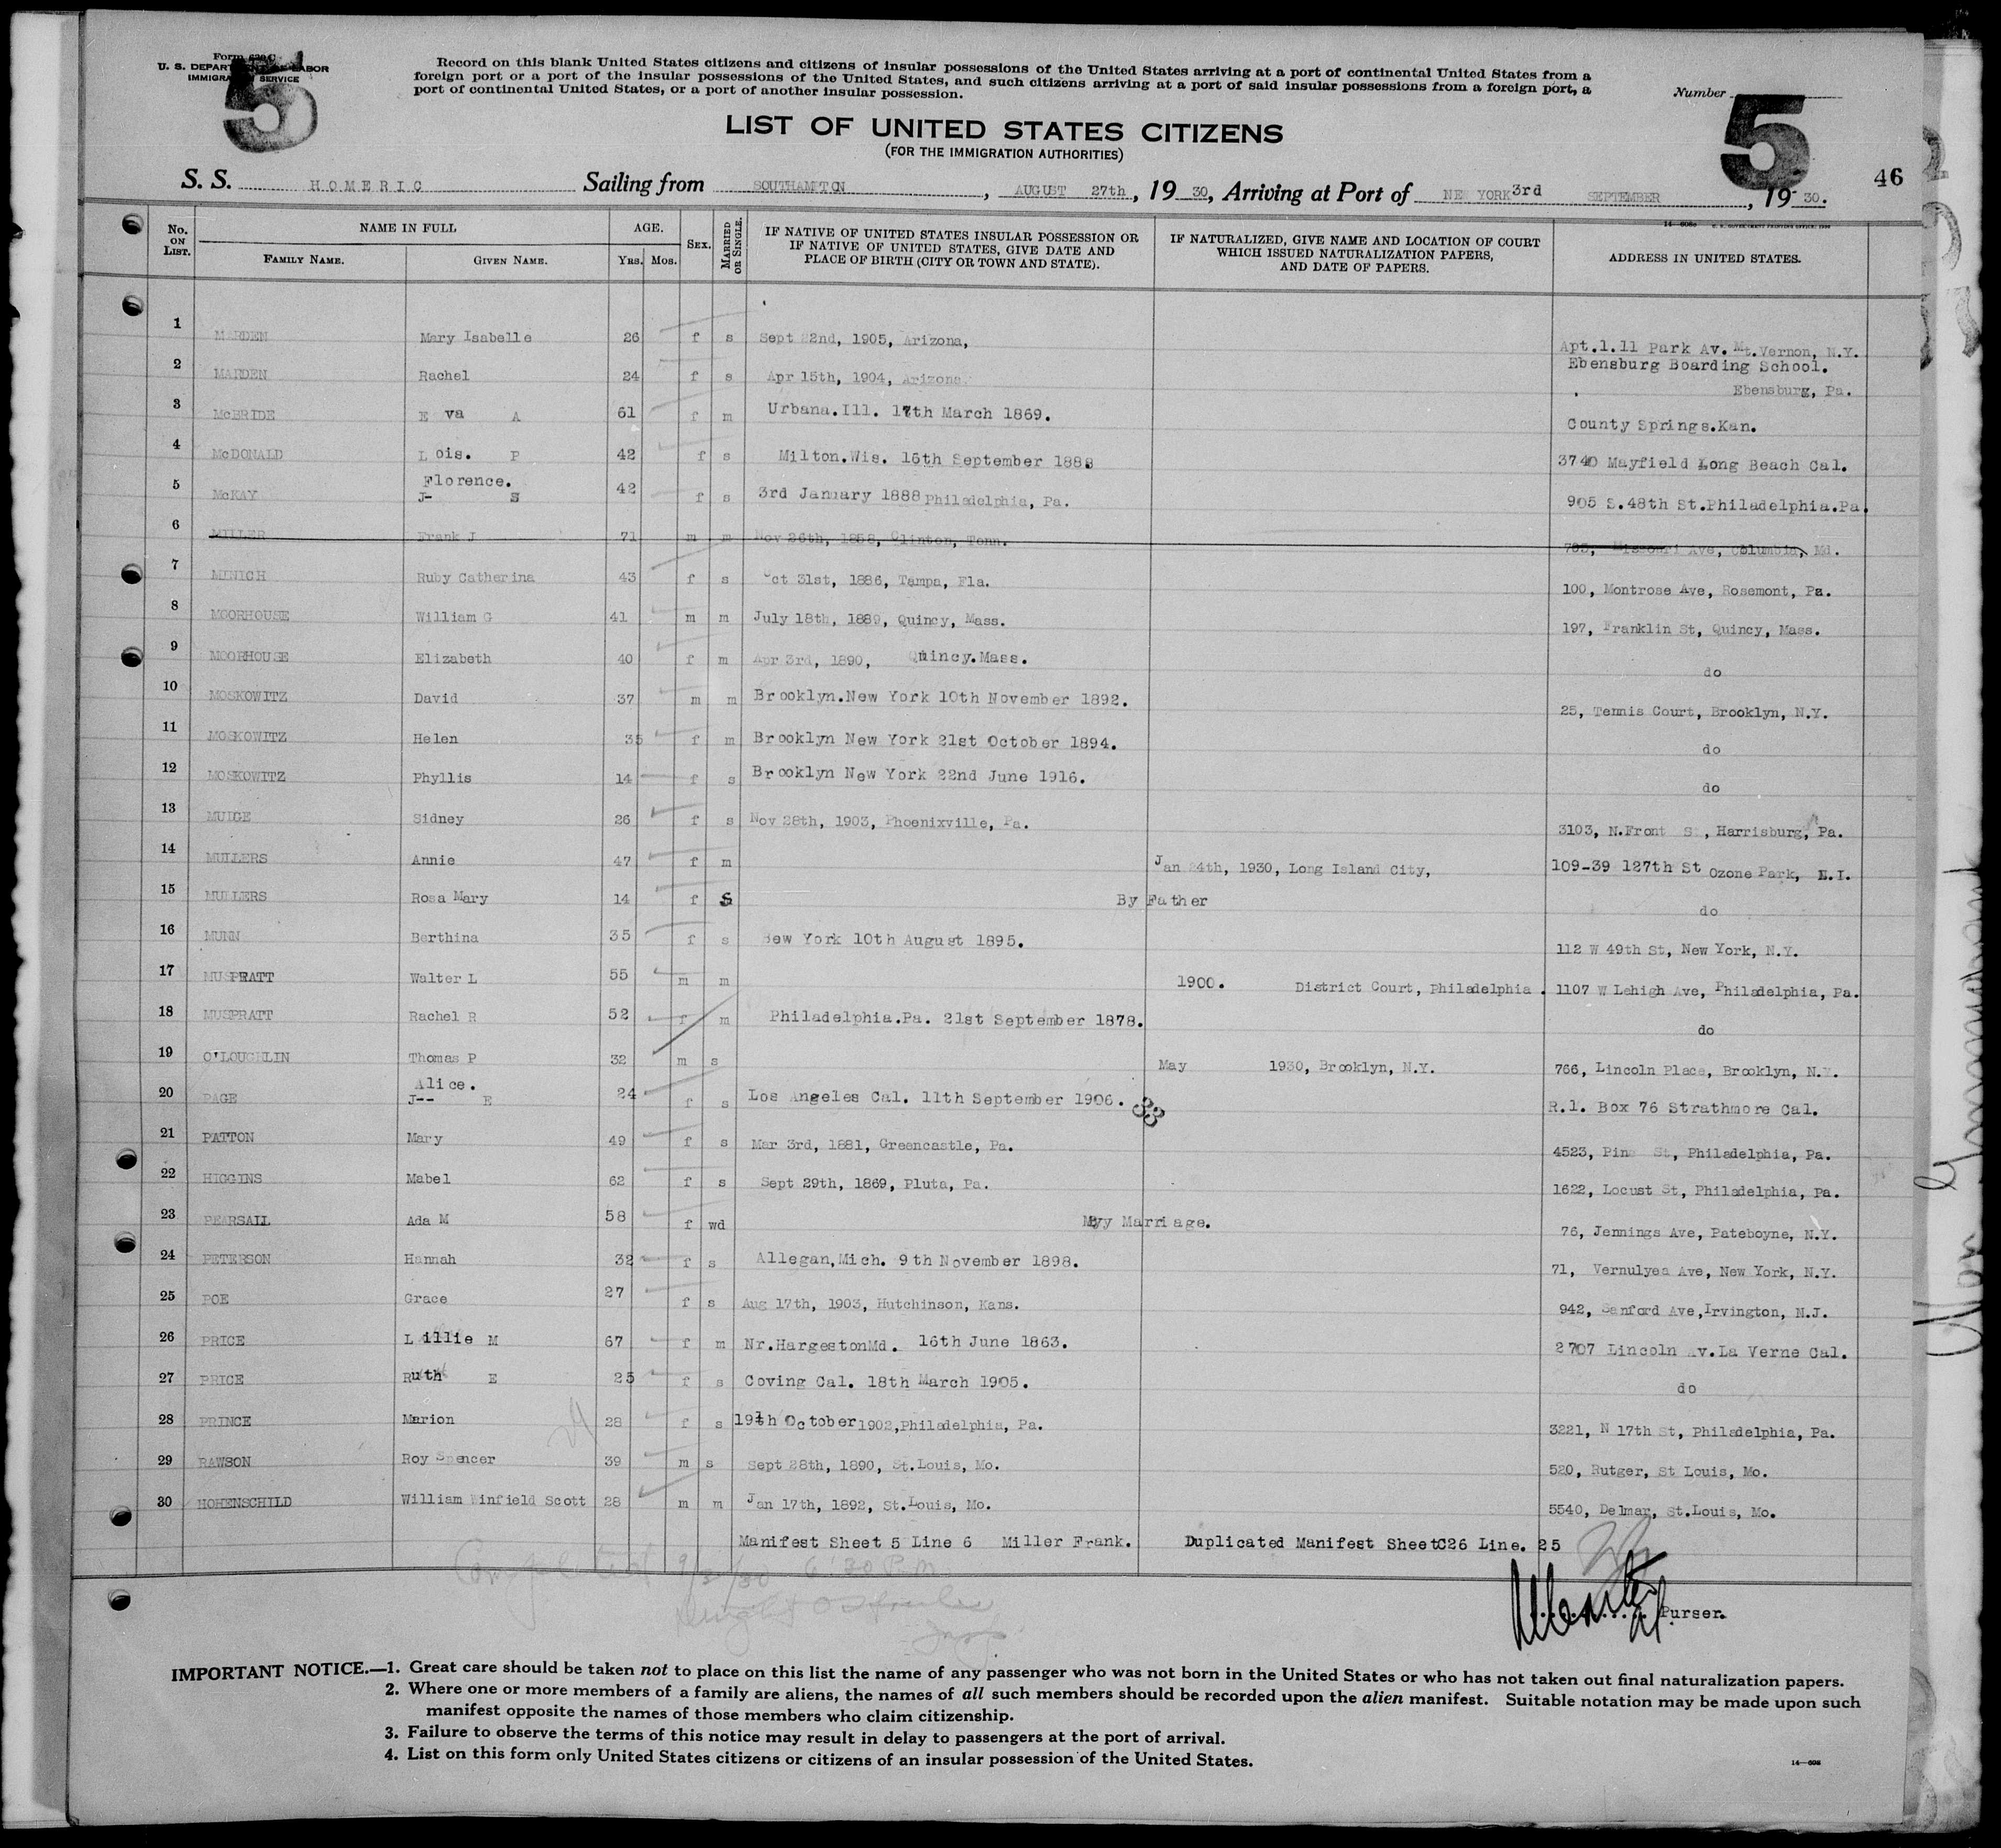 Form 630 C
U. S. DEPARTMENT OF LABOR
IMMIGRATION SERVICE
5
Record on this blank United States citizens and citizens of insular possessions of the United States arriving at a port of continental United States from a
foreign port or a port of the insular possessions of the United States, and such citizens arriving at a port of said insular possessions from a foreign port, a
port of continental United States, or a port of another insular possession.
Number
5
LIST OF UNITED STATES CITIZENS
(FOR THE IMMIGRATION AUTHORITIES)
46
S. S. HOMERIC Sailing from SOUTHAMPTON, AUGUST 27th, 19 30, Arriving at Port of NEW YORK 3rd SEPTEMBER, 19 30.
No. ON LIST. NAME IN FULL FAMILY NAME. GIVEN NAME. AGE. Yrs. Mos. SEX. MARRIED OR SINGLE. IF NATIVE OF UNITED STATES INSULAR POSSESSION OR IF NATIVE OF UNITED STATES, GIVE DATE AND PLACE OF BIRTH (CITY OR TOWN AND STATE). IF NATURALIZED, GIVE NAME AND LOCATION OF COURT WHICH ISSUED NATURALIZATION PAPERS, AND DATE OF PAPERS. ADDRESS IN UNITED STATES.
1 MARDEN Mary Isabelle 26 f s Sept 22nd, 1905, Arizona, Apt.1.11 Park Av. Mt.Vernon, N.Y.
2 MARDEN Rachel 24 f s Apr 15th, 1904, Arizona. Ebensburg Boarding School.
Ebensburg, Pa.
3 McBRIDE E va A 61 f m Urbana.Ill. 17th March 1869. County Springs.Kan.
4 McDONALD L ois. P 42 f s Milton.Wis. 16th September 1888 3740 Mayfield Long Beach Cal.
5 McKAY Florence. J- S 42 f s 3rd January 1888 Philadelphia, Pa. 905 S.48th St.Philadelphia.Pa.
6 MILLER Frank J 71 m m Nov 26th, 1858, Clinton, Tenn. 703, Missouri Ave, Columbia, Md.
7 MINICH Ruby Catherina 43 f s Oct 31st, 1886, Tampa, Fla. 100, Montrose Ave, Rosemont, Pa.
8 MOORHOUSE William G 41 m m July 18th, 1889, Quincy, Mass. 197, Franklin St, Quincy, Mass.
9 MOORHOUSE Elizabeth 40 f m Apr 3rd, 1890, Quincy.Mass. do
10 MOSKOWITZ David 37 m m Brooklyn.New York 10th November 1892. 25, Tennis Court, Brooklyn, N.Y.
11 MOSKOWITZ Helen 35 f m Brooklyn New York 21st October 1894. do
12 MOSKOWITZ Phyllis 14 f s Brooklyn New York 22nd June 1916. do
13 MUIGE Sidney 26 f s Nov 28th, 1903, Phoenixville, Pa. 3103, N.Front St, Harrisburg, Pa.
14 MULLERS Annie 47 f m Jan 24th, 1930, Long Island City, 109-39 127th St Ozone Park, L.I.
15 MULLERS Rosa Mary 14 f S By Father do
16 MUNN Berthina 35 f s New York 10th August 1895. 112 W 49th St, New York, N.Y.
17 MUSPRATT Walter L 55 m m 1900. District Court, Philadelphia. 1107 W Lehigh Ave, Philadelphia, Pa.
18 MUSPRATT Rachel R 52 f m Philadelphia.Pa. 21st September 1878. do
19 O'LOUGHLIN Thomas P 32 m s May 1930, Brooklyn, N.Y. 766, Lincoln Place, Brooklyn, N.Y.
20 PAGE Alice. J-- E 24 f s Los Angeles Cal. 11th September 1906. 33 R.1. Box 76 Strathmore Cal.
21 PATTON Mary 49 f s Mar 3rd, 1881, Greencastle, Pa. 4523, Pine St, Philadelphia, Pa.
22 HIGGINS Mabel 62 f s Sept 29th, 1869, Pluta, Pa. 1622, Locust St, Philadelphia, Pa.
23 PEARSALL Ada M 58 f wd By Marriage. 76, Jennings Ave, Pateboyne, N.Y.
24 PETERSON Hannah 32 f s Allegan,Mich. 9th November 1898. 71, Vernulyea Ave, New York, N.Y.
25 POE Grace 27 f s Aug 17th, 1903, Hutchinson, Kans. 942, Sanford Ave,Irvington, N.J.
26 PRICE L illie M 67 f m Nr.HargestonMd. 16th June 1863. 2707 Lincoln Av.La Verne Cal.
27 PRICE Ruth E 25 f s Coving Cal. 18th March 1905. do
28 PRINCE Marion 28 f s 19th October 1902,Philadelphia, Pa. 3221, N 17th St, Philadelphia, Pa.
29 RAWSON Roy Spencer 39 m s Sept 28th, 1890, St.Louis, Mo. 520, Rutger, St Louis, Mo.
30 HOHENSCHILD William Winfield Scott 28 m m Jan 17th, 1892, St.Louis, Mo. 5540, Delmar, St.Louis, Mo.
Manifest Sheet 5 Line 6 Miller Frank. Duplicated Manifest SheetC26 Line. 25
Completed 9/3/30 6:30 P.M.
Purser.
IMPORTANT NOTICE.—1. Great care should be taken not to place on this list the name of any passenger who was not born in the United States or who has not taken out final naturalization papers.
2. Where one or more members of a family are aliens, the names of all such members should be recorded upon the alien manifest. Suitable notation may be made upon such
manifest opposite the names of those members who claim citizenship.
3. Failure to observe the terms of this notice may result in delay to passengers at the port of arrival.
4. List on this form only United States citizens or citizens of an insular possession of the United States.
14—608